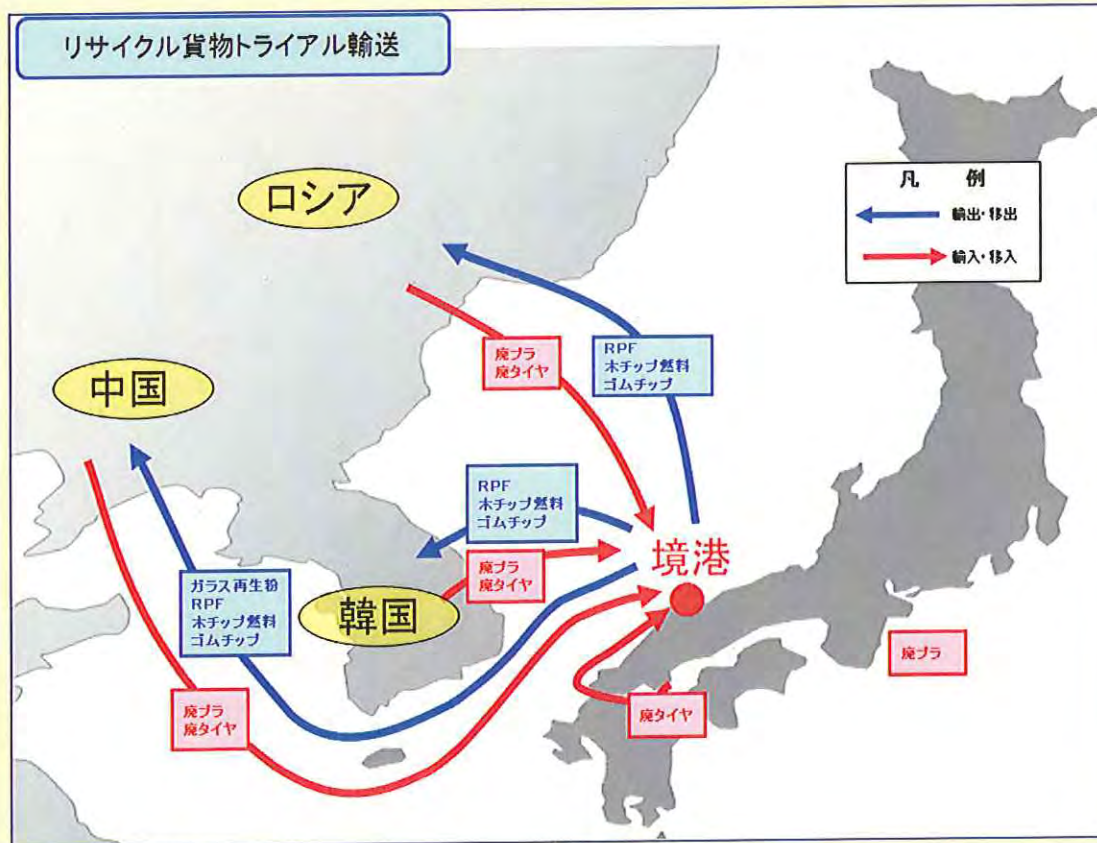 リサイクル貨物トライアル輸送
凡 例
輸出・移出
輸入・移入
ロシア
中国
韓国
境港
廃プラ
廃タイヤ
RPF
木チップ燃料
ゴムチップ
RPF
木チップ燃料
ゴムチップ
廃プラ
廃タイヤ
ガラス再生粉
RPF
木チップ燃料
ゴムチップ
廃プラ
廃タイヤ
廃タイヤ
廃プラ